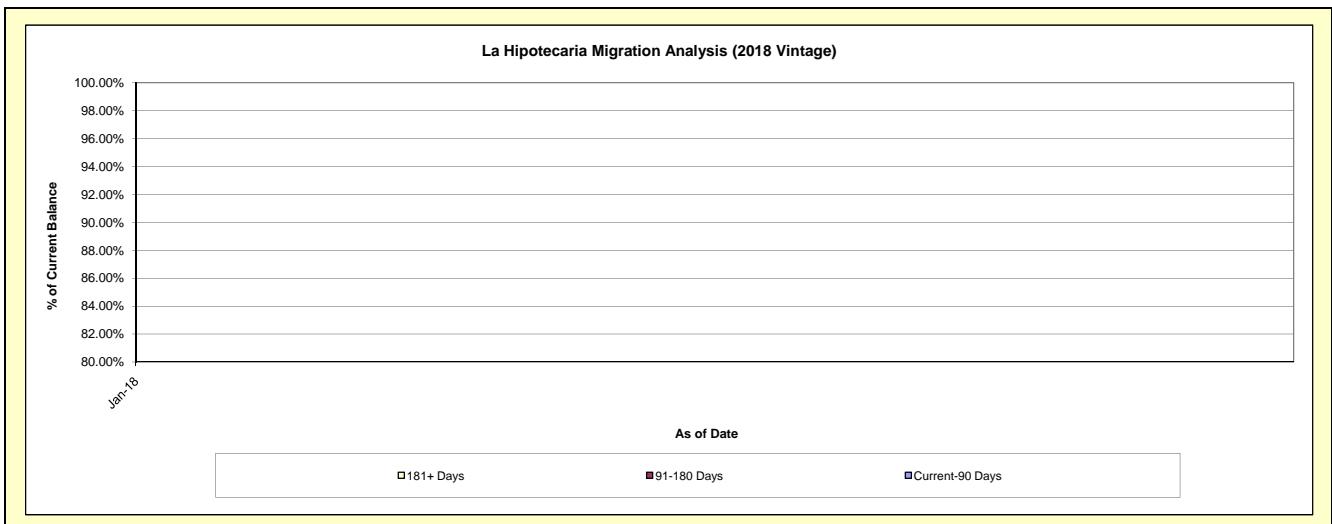 La Hipotecaria Migration Analysis (2018 Vintage)
100.00%
98.00%
96.00%
94.00%
92.00%
90.00%
88.00%
86.00%
84.00%
82.00%
80.00%
% of Current Balance
Jan-18
As of Date
181+ Days 91-180 Days Current-90 Days